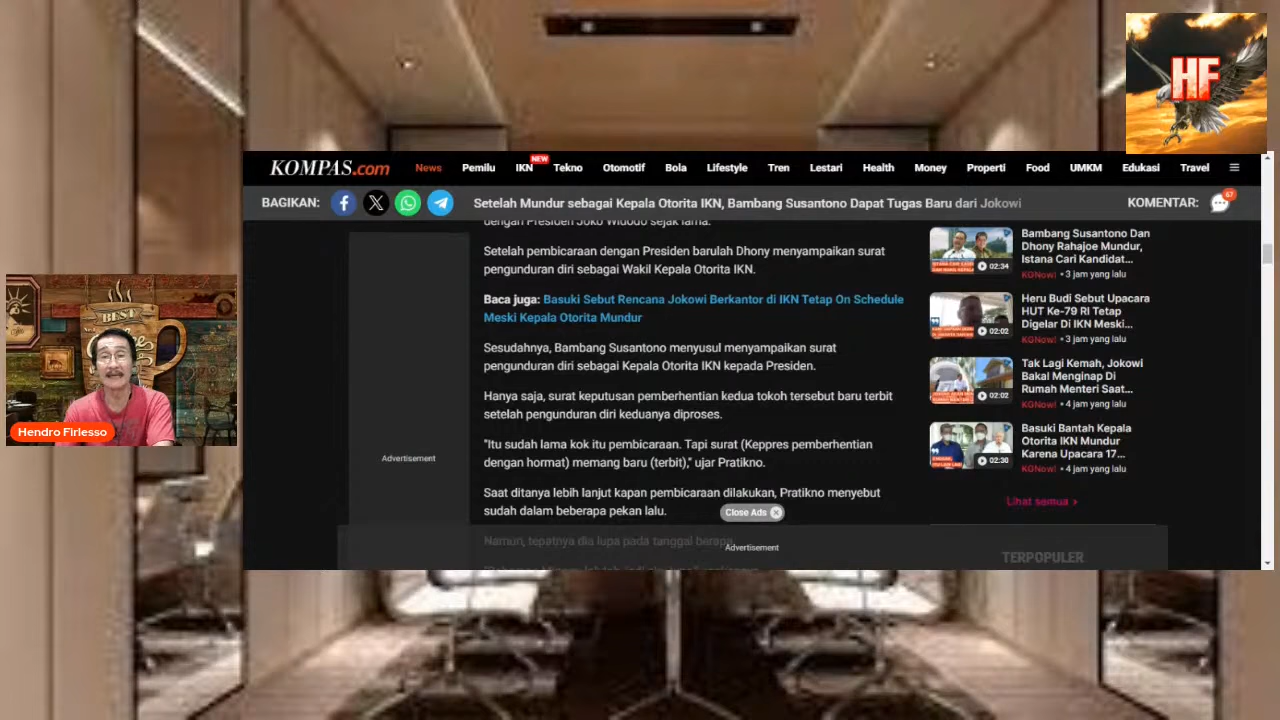 HF
KOMPAS.com
News
Pemilu
IKN
NEW
Tekno
Otomotif
Bola
Lifestyle
Tren
Lestari
Health
Money
Properti
Food
UMKM
Edukasi
Travel
BAGIKAN:
Setelah Mundur sebagai Kepala Otorita IKN, Bambang Susantono Dapat Tugas Baru dari Jokowi
KOMENTAR:
67
dengan Presiden Joko Widodo sejak lama.
Setelah pembicaraan dengan Presiden barulah Dhony menyampaikan surat
pengunduran diri sebagai Wakil Kepala Otorita IKN.
Baca juga: Basuki Sebut Rencana Jokowi Berkantor di IKN Tetap On Schedule
Meski Kepala Otorita Mundur
Sesudahnya, Bambang Susantono menyusul menyampaikan surat
pengunduran diri sebagai Kepala Otorita IKN kepada Presiden.
Hanya saja, surat keputusan pemberhentian kedua tokoh tersebut baru terbit
setelah pengunduran diri keduanya diproses.
"Itu sudah lama kok itu pembicaraan. Tapi surat (Keppres pemberhentian
dengan hormat) memang baru (terbit)," ujar Pratikno.
Saat ditanya lebih lanjut kapan pembicaraan dilakukan, Pratikno menyebut
sudah dalam beberapa pekan lalu.
Namun, tepatnya dia lupa pada tanggal berapa.
Advertisement
Close Ads
Advertisement
Bambang Susantono Dan
Dhony Rahajoe Mundur,
Istana Cari Kandidat...
KGNow! • 3 jam yang lalu
02:34
Heru Budi Sebut Upacara
HUT Ke-79 RI Tetap
Digelar Di IKN Meski...
KGNow! • 3 jam yang lalu
02:02
Tak Lagi Kemah, Jokowi
Bakal Menginap Di
Rumah Menteri Saat...
KGNow! • 4 jam yang lalu
02:02
Basuki Bantah Kepala
Otorita IKN Mundur
Karena Upacara 17...
KGNow! • 4 jam yang lalu
02:30
Lihat semua >
TERPOPULER
BEST
Hendro Firlesso